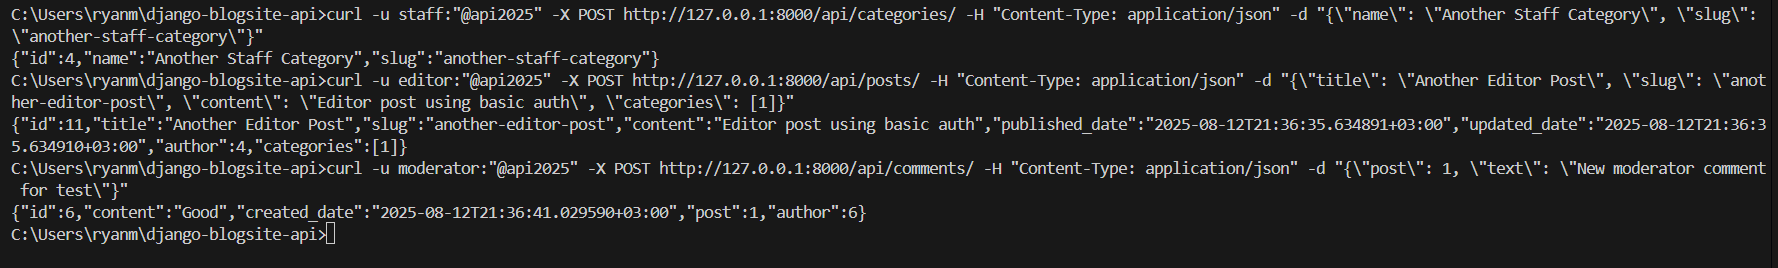 C:\Users\ryanm\django-blogsite-api>curl -u staff:"@api2025" -X POST http://127.0.0.1:8000/api/categories/ -H "Content-Type: application/json" -d "{\"name\": \"Another Staff Category\", \"slug\":
\"another-staff-category\"}"
{"id":4,"name":"Another Staff Category","slug":"another-staff-category"}
C:\Users\ryanm\django-blogsite-api>curl -u editor:"@api2025" -X POST http://127.0.0.1:8000/api/posts/ -H "Content-Type: application/json" -d "{\"title\": \"Another Editor Post\", \"slug\": \"anot
her-editor-post\", \"content\": \"Editor post using basic auth\", \"categories\": [1]}"
{"id":11,"title":"Another Editor Post","slug":"another-editor-post","content":"Editor post using basic auth","published_date":"2025-08-12T21:36:35.634891+03:00","updated_date":"2025-08-12T21:36:3
5.634910+03:00","author":4,"categories":[1]}
C:\Users\ryanm\django-blogsite-api>curl -u moderator:"@api2025" -X POST http://127.0.0.1:8000/api/comments/ -H "Content-Type: application/json" -d "{\"post\": 1, \"text\": \"New moderator comment
 for test\"}"
{"id":6,"content":"Good","created_date":"2025-08-12T21:36:41.029590+03:00","post":1,"author":6}
C:\Users\ryanm\django-blogsite-api>